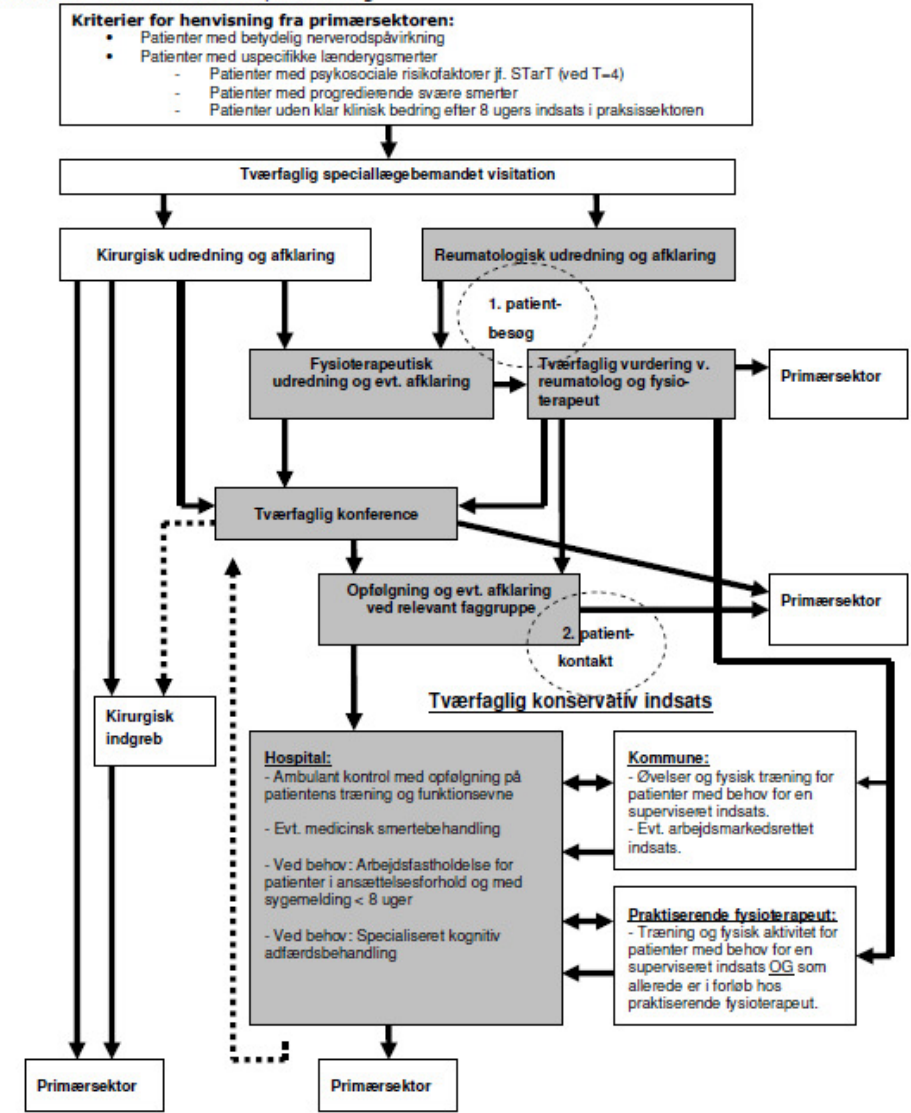 Kriterier for henvisning fra primærsektoren:
• Patienter med betydelig nerverodspåvirkning
• Patienter med uspecifikke lænderygsmerter
- Patienter med psykosociale risikofaktorer jf. STarT (ved T=4)
- Patienter med progredierende svære smerter
- Patienter uden klar klinisk bedring efter 8 ugers indsats i praksissektoren
Tværfaglig speciallægebemandet visitation
Kirurgisk udredning og afklaring
Reumatologisk udredning og afklaring
1. patient-
besøg
Fysioterapeutisk
udredning og evt. afklaring
Tværfaglig vurdering v.
reumatolog og fysio-
terapeut
Primærsektor
Tværfaglig konference
Opfølgning og evt. afklaring
ved relevant faggruppe
Primærsektor
2. patient-
kontakt
Kirurgisk
indgreb
Tværfaglig konservativ indsats
Hospital:
- Ambulant kontrol med opfølgning på
patientens træning og funktionsevne
- Evt. medicinsk smertebehandling
- Ved behov: Arbejdsfastholdelse for
patienter i ansættelsesforhold og med
sygemelding < 8 uger
- Ved behov: Specialiseret kognitiv
adfærdsbehandling
Kommune:
- Øvelser og fysisk træning for
patienter med behov for en
superviseret indsats.
- Evt. arbejdsmarkedsrettet
indsats.
Praktiserende fysioterapeut:
- Træning og fysisk aktivitet for
patienter med behov for en
superviseret indsats OG som
allerede er i forløb hos
praktiserende fysioterapeut.
Primærsektor
Primærsektor